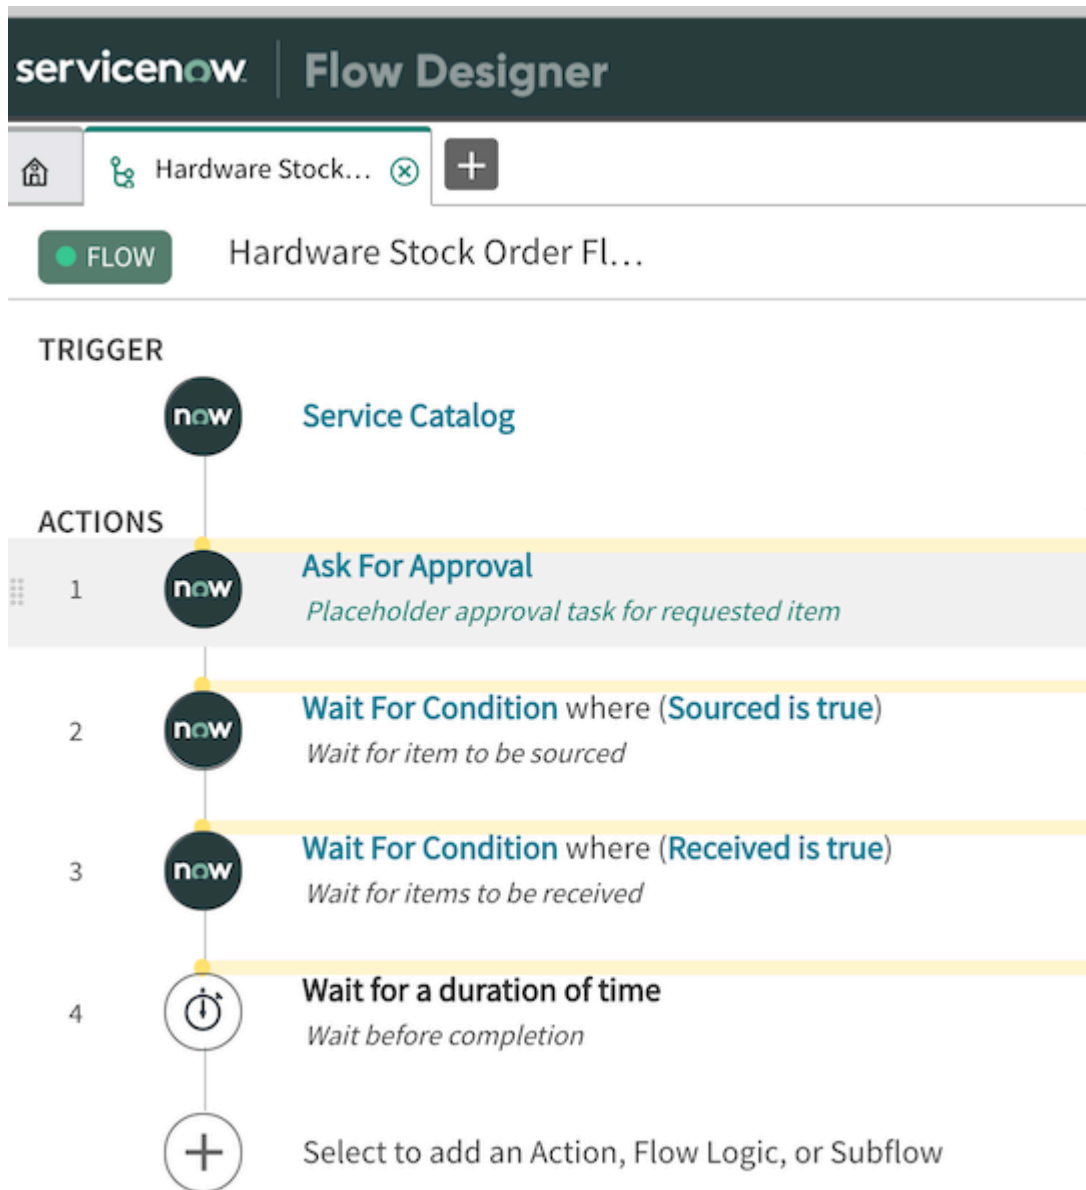 servicenow Flow Designer
Hardware Stock...
FLOW Hardware Stock Order Fl...
TRIGGER
now Service Catalog
ACTIONS
1 now Ask For Approval
Placeholder approval task for requested item
2 now Wait For Condition where (Sourced is true)
Wait for item to be sourced
3 now Wait For Condition where (Received is true)
Wait for items to be received
4 Wait for a duration of time
Wait before completion
Select to add an Action, Flow Logic, or Subflow